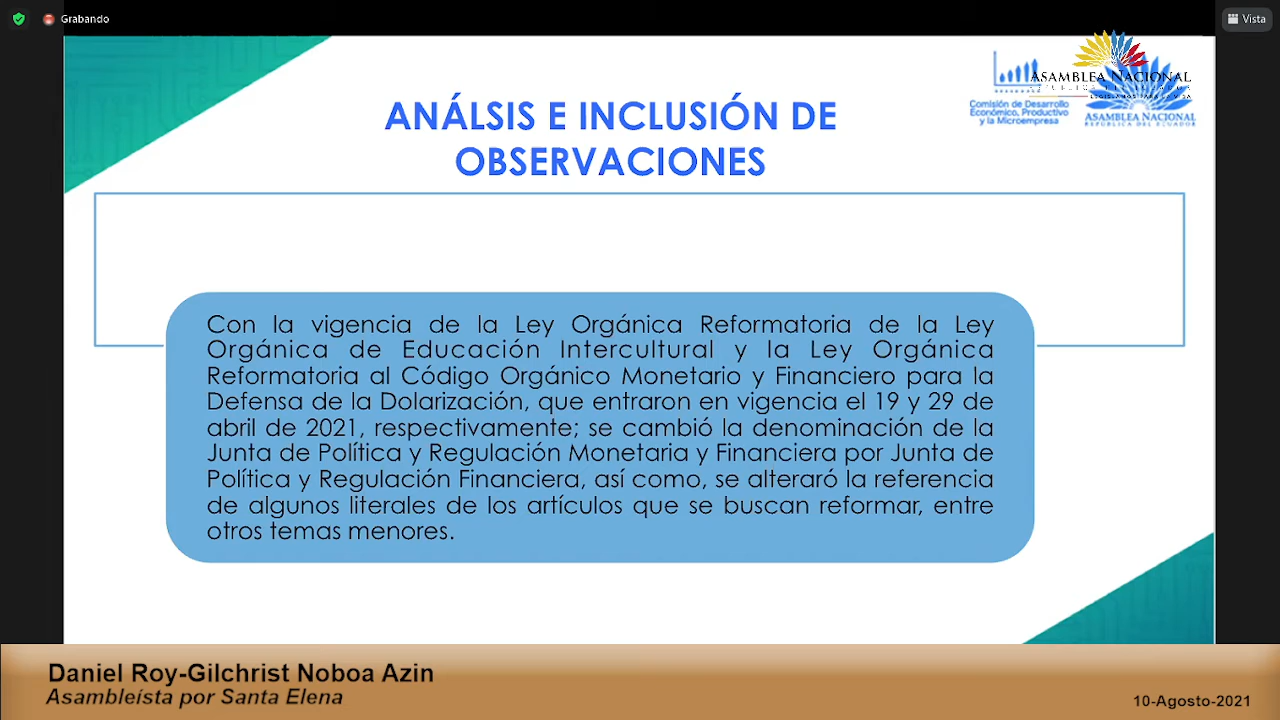 Grabando
Vista
ASAMBLEA NACIONAL
Comisión de Desarrollo
Económico, Productivo
y la Microempresa
ASAMBLEA NACIONAL
REPÚBLICA DEL ECUADOR
ANÁLSIS E INCLUSIÓN DE
OBSERVACIONES
Con la vigencia de la Ley Orgánica Reformatoria de la Ley
Orgánica de Educación Intercultural y la Ley Orgánica
Reformatoria al Código Orgánico Monetario y Financiero para la
Defensa de la Dolarización, que entraron en vigencia el 19 y 29 de
abril de 2021, respectivamente; se cambió la denominación de la
Junta de Política y Regulación Monetaria y Financiera por Junta de
Política y Regulación Financiera, así como, se alteraró la referencia
de algunos literales de los artículos que se buscan reformar, entre
otros temas menores.
Daniel Roy-Gilchrist Noboa Azin
Asambleísta por Santa Elena
10-Agosto-2021